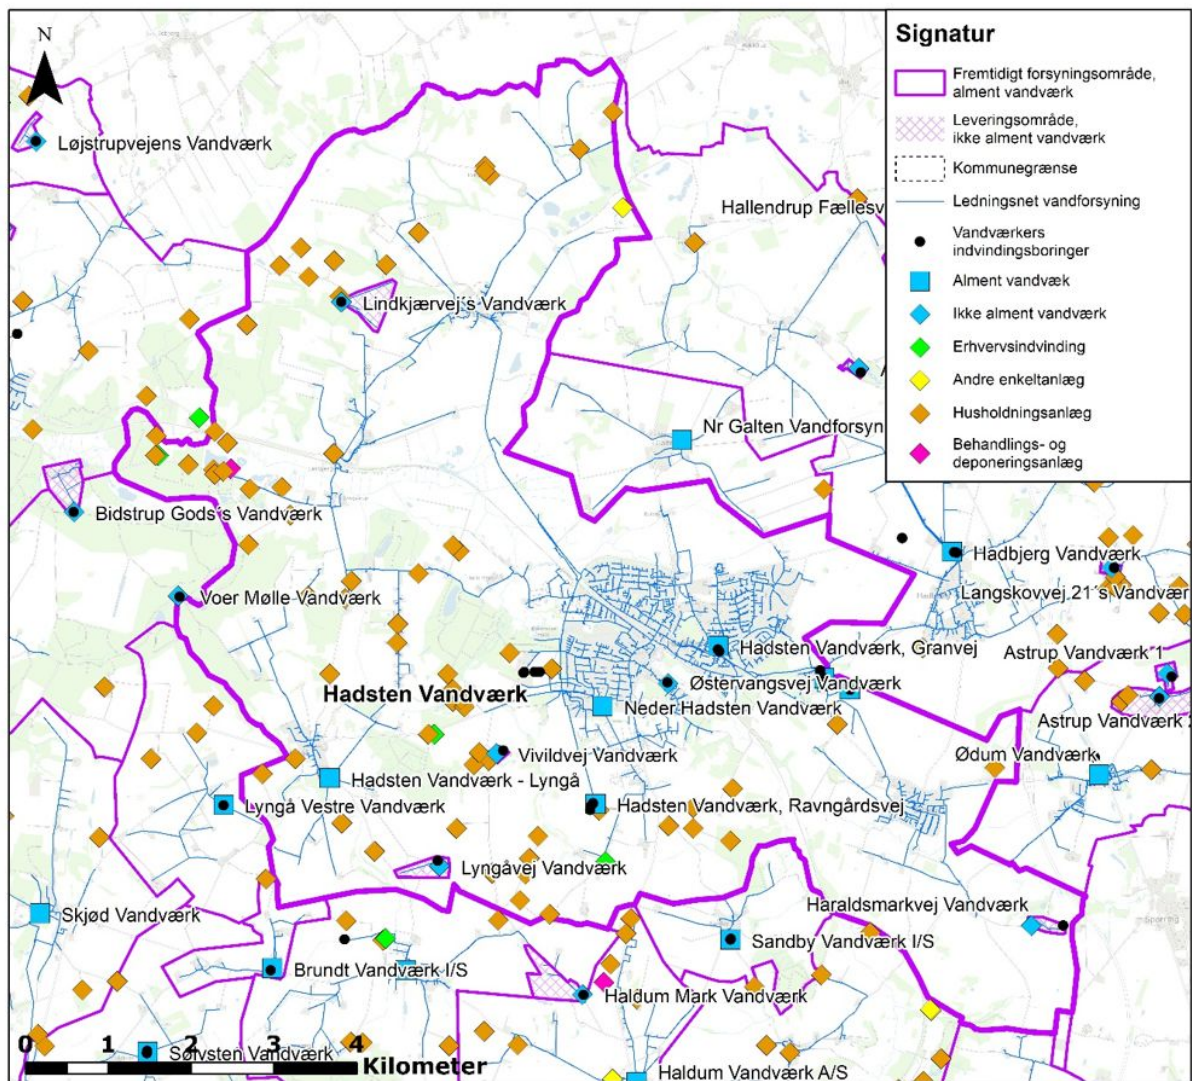 N
Signatur
Fremtidigt forsyningsområde,
alment vandværk
Leveringsområde,
ikke alment vandværk
Kommunegrænse
Ledningsnet vandforsyning
Vandværkers
indvindingsboringer
Alment vandvæk
Ikke alment vandværk
Erhvervsindvinding
Andre enkeltanlæg
Husholdningsanlæg
Behandlings- og
deponeringsanlæg
Løjstrupvejens Vandværk
Hallendrup Fællesv
Lindkjærvej´s Vandværk
A
Nr Galten Vandforsyn
Bidstrup Gods´s Vandværk
Hadbjerg Vandværk
Langskovvej 21´s Vandvær
Voer Mølle Vandværk
Hadsten Vandværk, Granvej
Astrup Vandværk 1
Østervangsvej Vandværk
Hadsten Vandværk
Neder Hadsten Vandværk
Astrup Vandværk 2
Vivildvej Vandværk
Ødum Vandværk
Hadsten Vandværk - Lyngå
Lyngå Vestre Vandværk
Hadsten Vandværk, Ravngårdsvej
Lyngåvej Vandværk
Haraldsmarkvej Vandværk
Skjød Vandværk
Sandby Vandværk I/S
Brundt Vandværk I/S
Haldum Mark Vandværk
0 1 2 3 4
Kilometer
Sølvsten Vandværk
Haldum Vandværk A/S